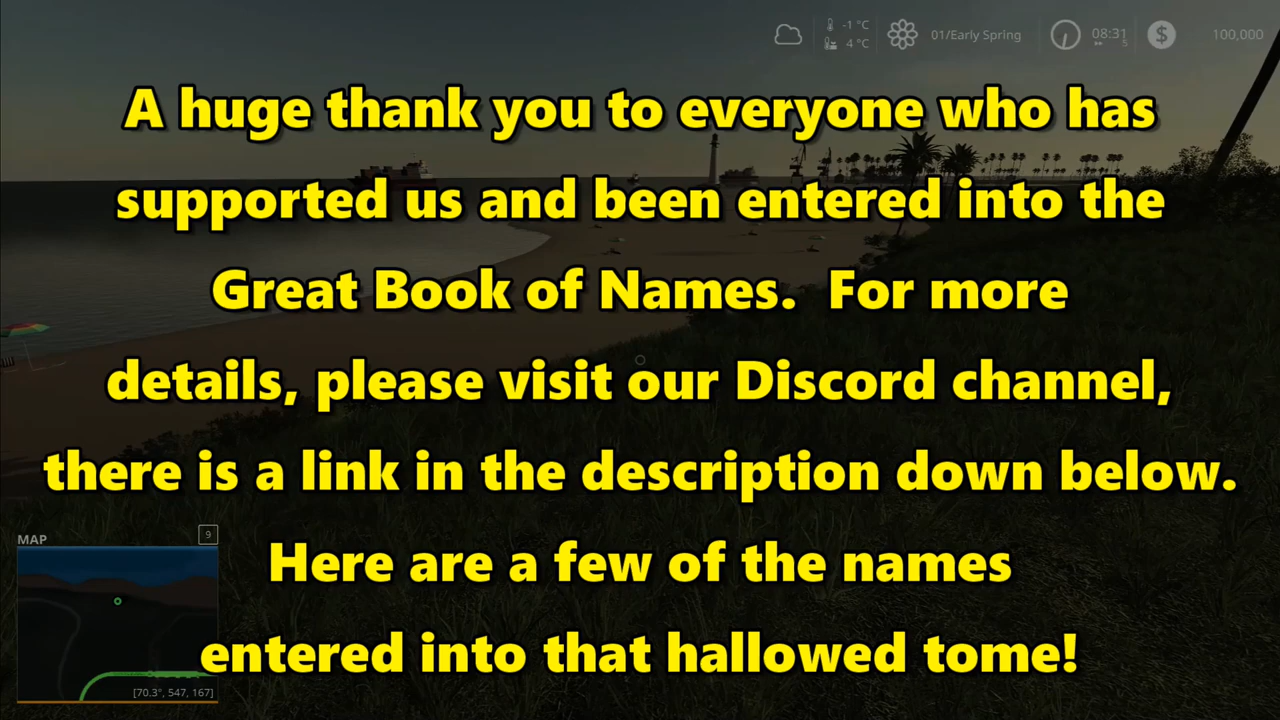 -1 °C
4 °C
01/Early Spring
08:31
5
100,000
A huge thank you to everyone who has
supported us and been entered into the
Great Book of Names.  For more
details, please visit our Discord channel,
there is a link in the description down below.
Here are a few of the names
entered into that hallowed tome!
MAP
9
[70.3°, 547, 167]